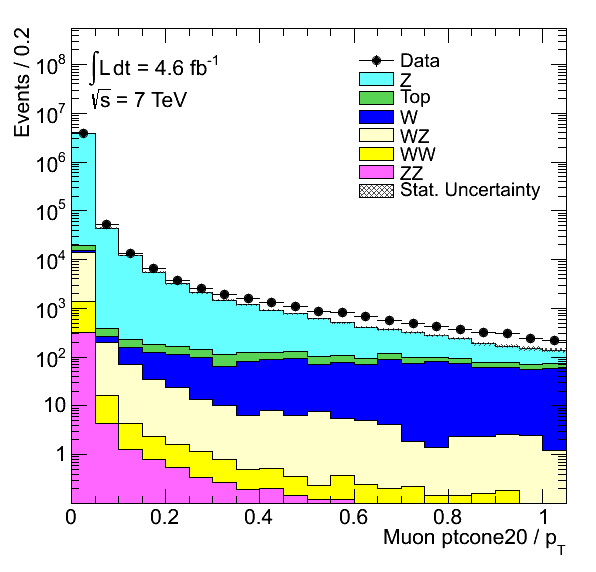 Events / 0.2
10⁸
10⁷
10⁶
10⁵
10⁴
10³
10²
10
1
∫L dt = 4.6 fb⁻¹
√s = 7 TeV
Data
Z
Top
W
WZ
WW
ZZ
Stat. Uncertainty
0 0.2 0.4 0.6 0.8 1
Muon ptcone20 / p_T